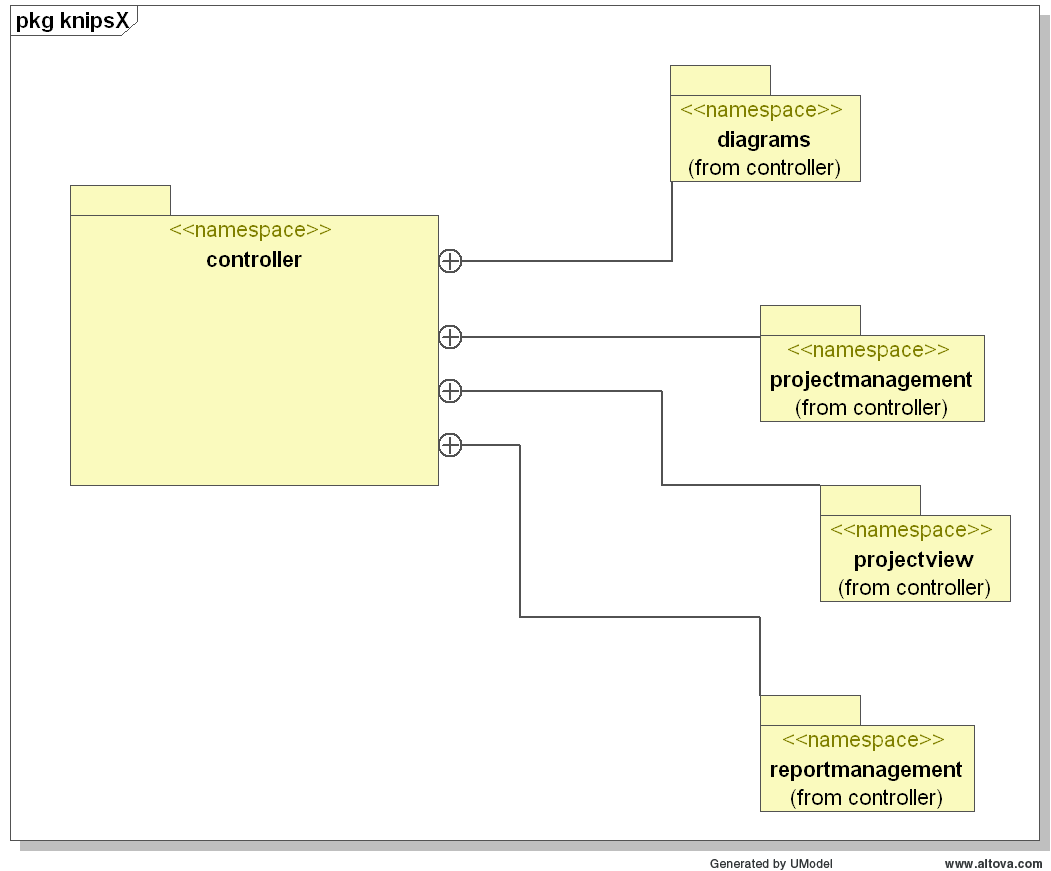 pkg knipsX
<<namespace>>
diagrams
(from controller)
<<namespace>>
controller
<<namespace>>
projectmanagement
(from controller)
<<namespace>>
projectview
(from controller)
<<namespace>>
reportmanagement
(from controller)
Generated by UModel
www.altova.com